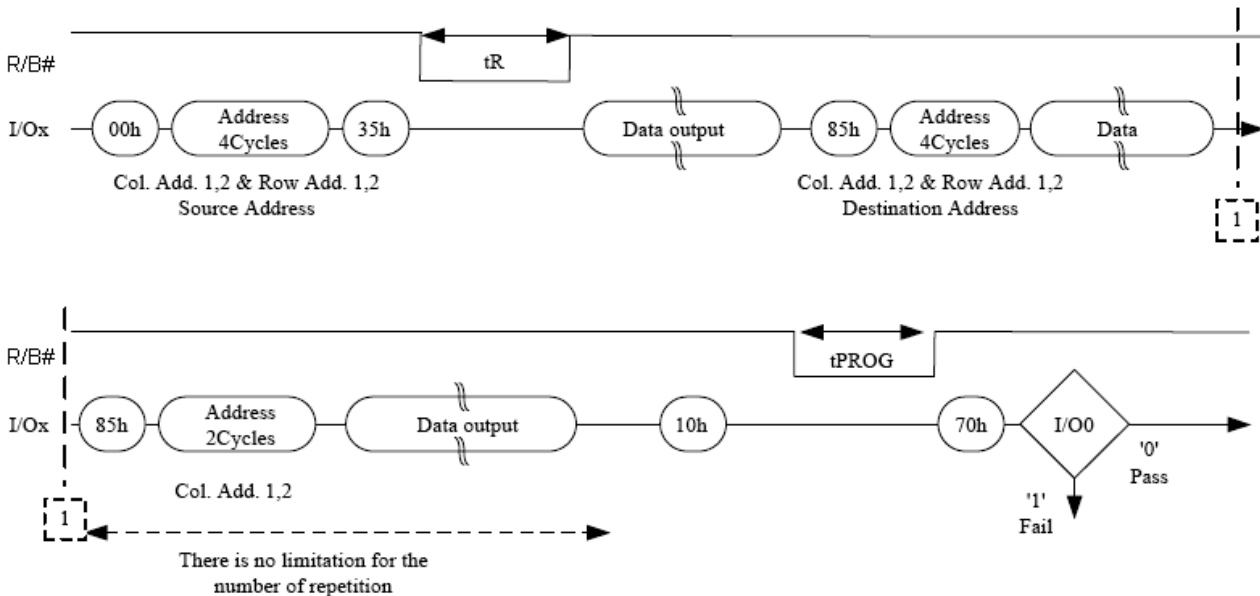 tR
R/B#
I/Ox
00h
Address
4Cycles
35h
Data output
85h
Address
4Cycles
Data
Col. Add. 1,2 & Row Add. 1,2
Source Address
Col. Add. 1,2 & Row Add. 1,2
Destination Address
1
R/B#
tPROG
I/Ox
85h
Address
2Cycles
Data output
10h
70h
I/O0
'0'
Pass
'1'
Fail
Col. Add. 1,2
1
There is no limitation for the
number of repetition